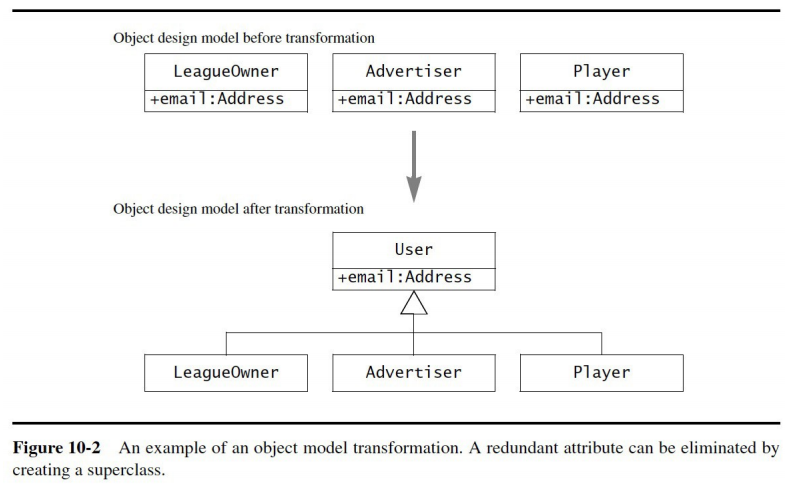 Object design model before transformation
LeagueOwner Advertiser Player
+email:Address +email:Address +email:Address
Object design model after transformation
User
+email:Address
LeagueOwner Advertiser Player
Figure 10-2 An example of an object model transformation. A redundant attribute can be eliminated by
creating a superclass.